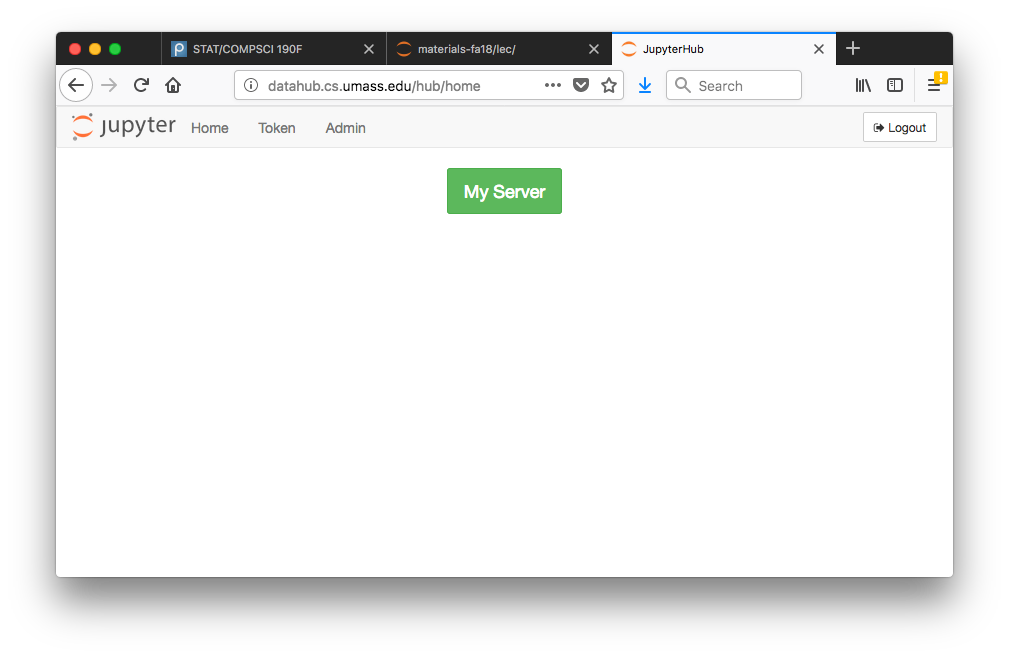 STAT/COMPSCI 190F
materials-fa18/lec/
JupyterHub
datahub.cs.umass.edu/hub/home
Search
jupyter
Home
Token
Admin
Logout
My Server